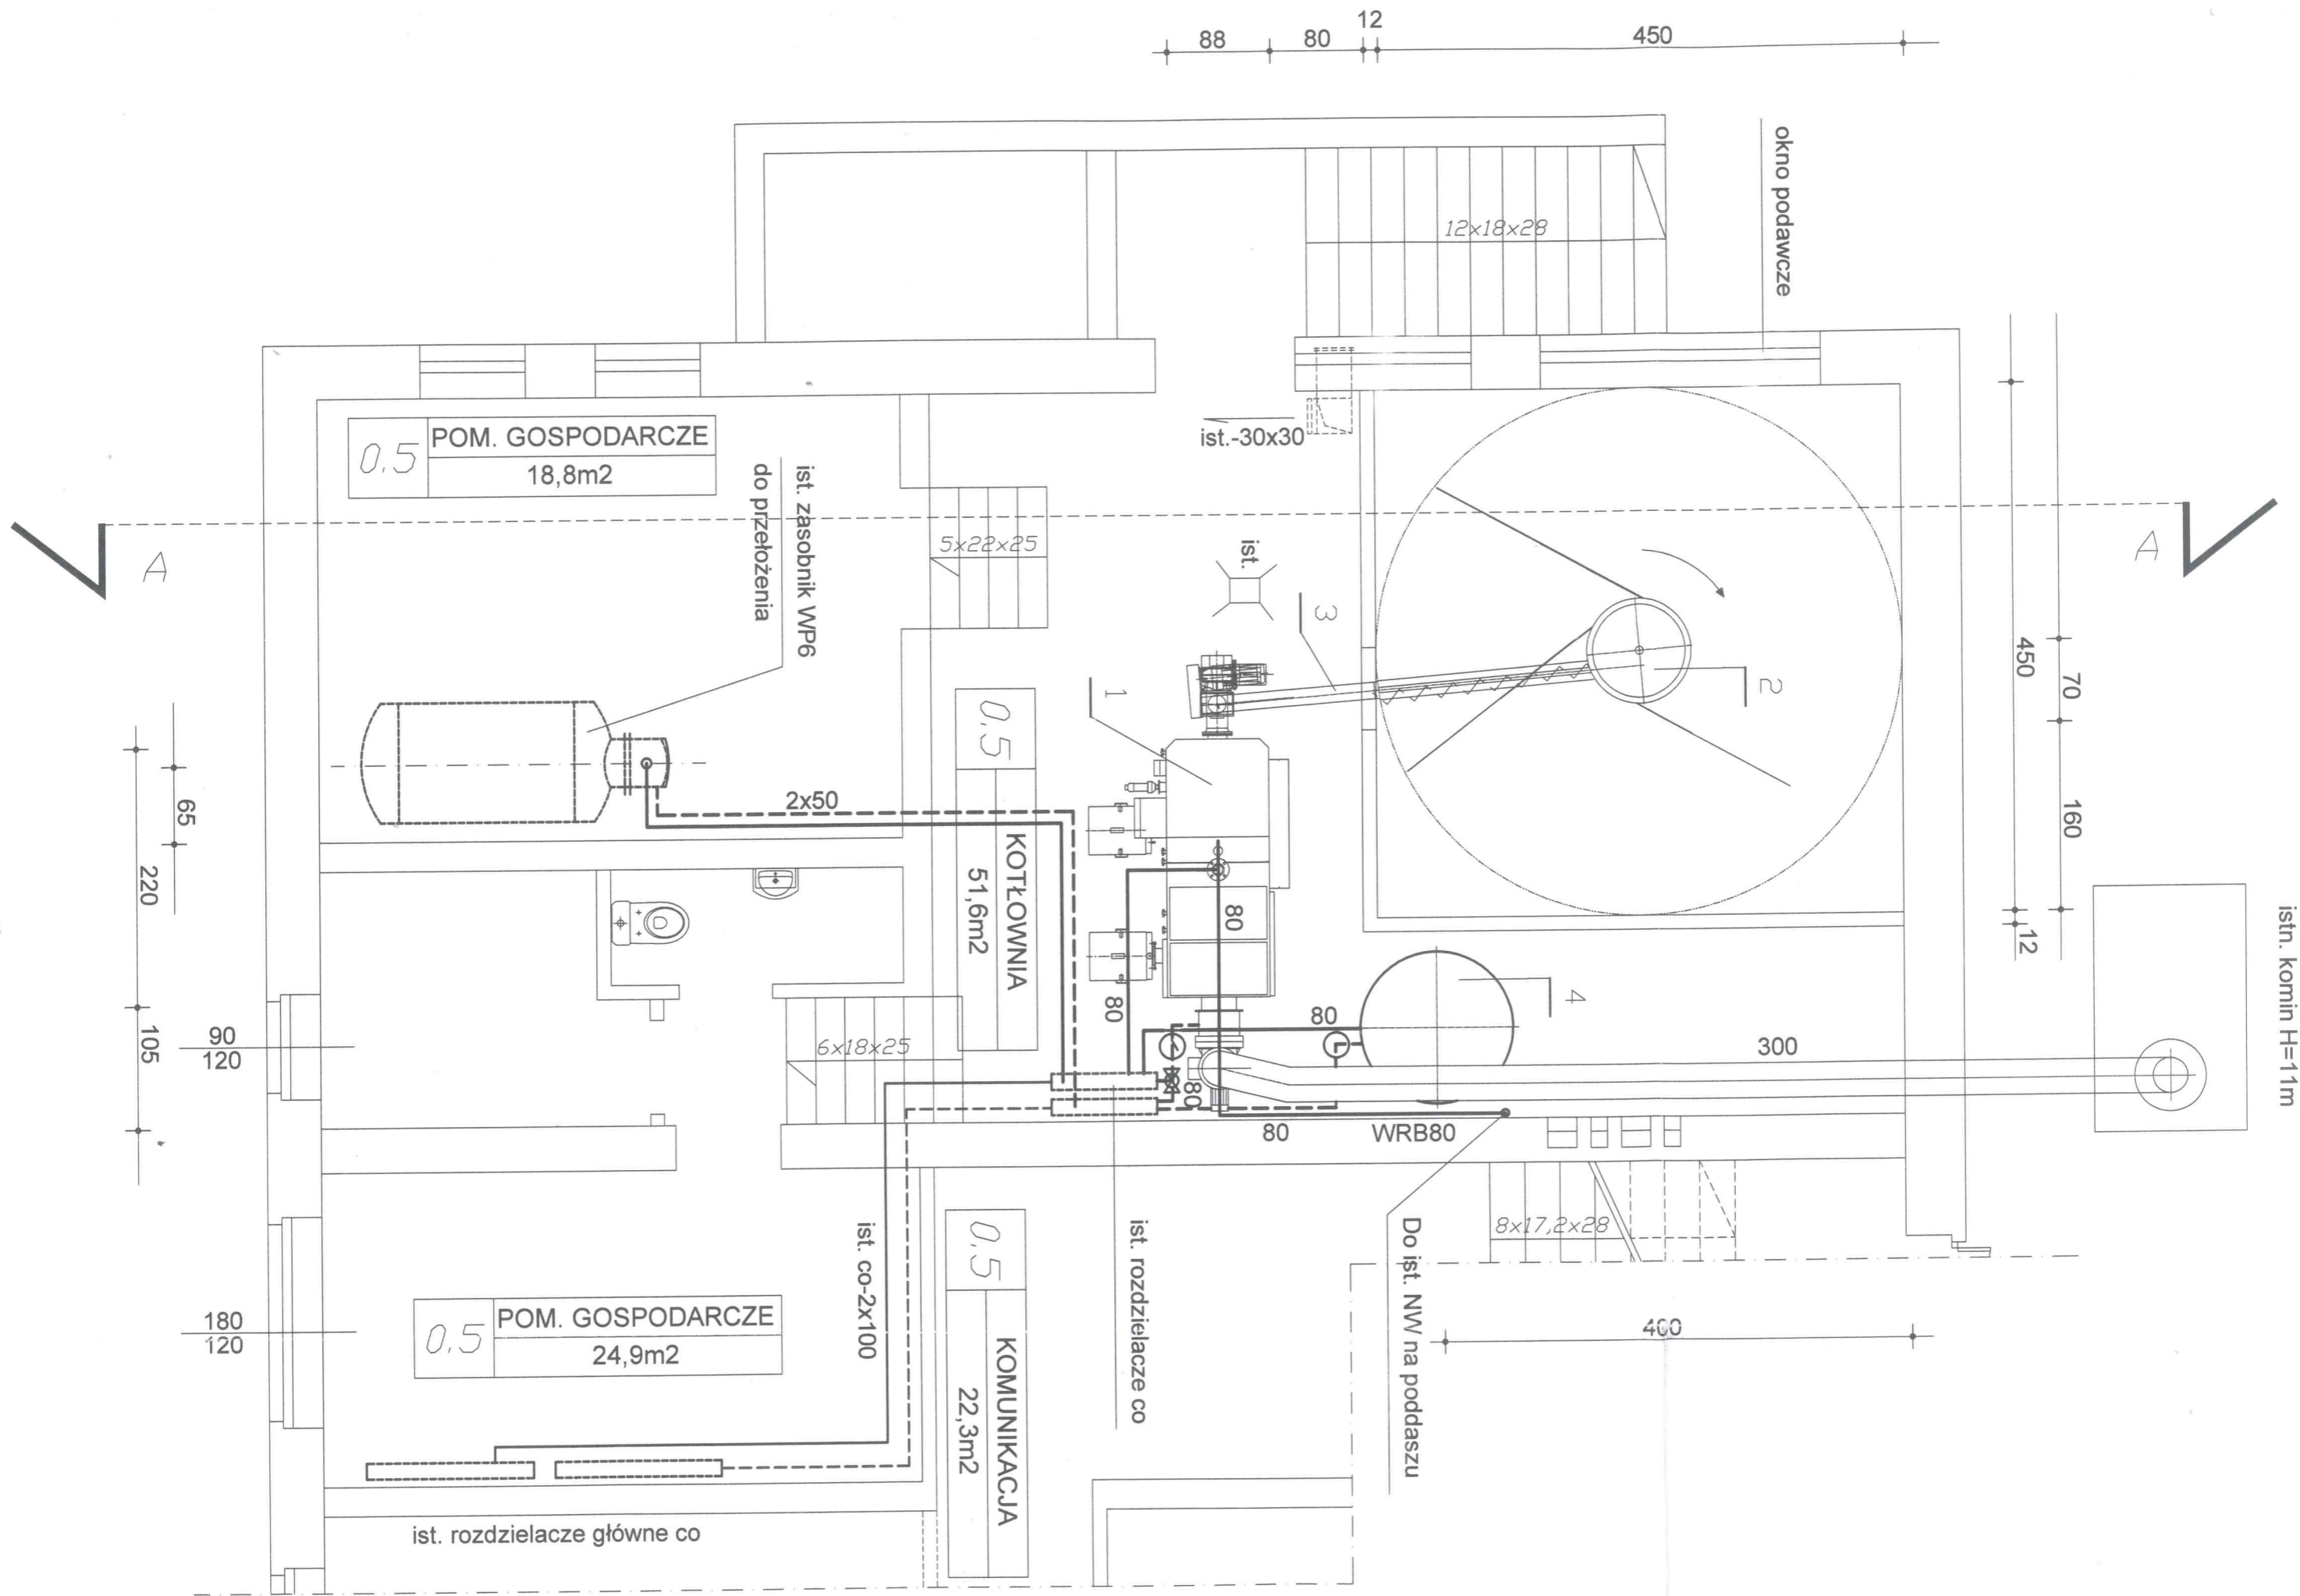 88
80
12
450
okno podawcze
12x18x28
ist.-30x30
0.5
POM. GOSPODARCZE
18,8m2
ist. zasobnik WP6
do przełożenia
5x22x25
ist.
A
A
3
2
1
450
70
160
12
istn. komin H=11m
0.5
KOTŁOWNIA
51,6m2
2x50
65
220
105
90
120
80
80
80
80
4
300
6x18x25
80
WRB80
8x17,2x28
Do ist. NW na poddaszu
ist. rozdzielacze co
ist. co-2x100
0.5
KOMUNIKACJA
22,3m2
180
120
0.5
POM. GOSPODARCZE
24,9m2
400
ist. rozdzielacze główne co